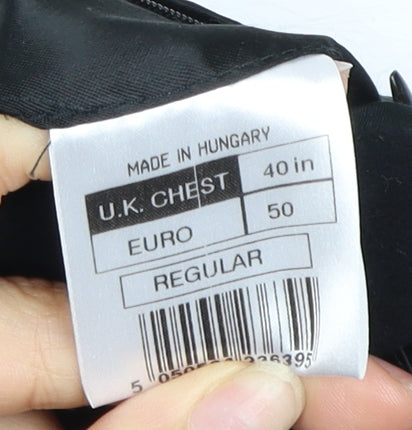 MADE IN HUNGARY
U.K. CHEST 40 in
EURO 50
REGULAR